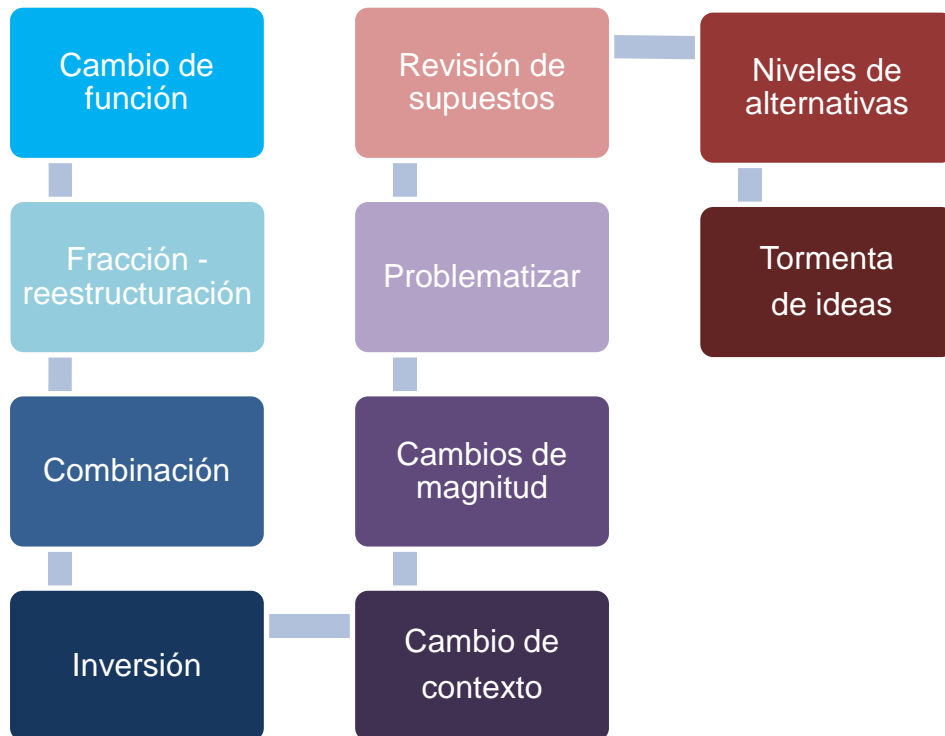 Cambio de
función
Fracción -
reestructuración
Combinación
Inversión
Cambio de
contexto
Cambios de
magnitud
Problematizar
Revisión de
supuestos
Niveles de
alternativas
Tormenta
de ideas